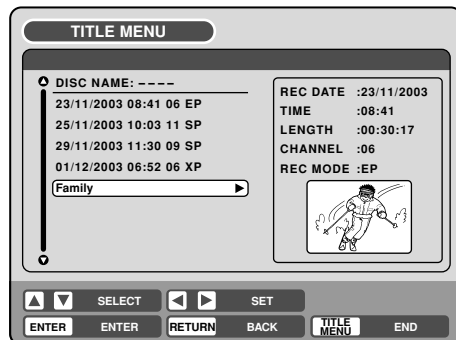 TITLE MENU
DISC NAME: – – – –
23/11/2003 08:41 06 EP
25/11/2003 10:03 11 SP
29/11/2003 11:30 09 SP
01/12/2003 06:52 06 XP
Family
REC DATE :23/11/2003
TIME :08:41
LENGTH :00:30:17
CHANNEL :06
REC MODE :EP
SELECT SET
ENTER ENTER RETURN BACK TITLE MENU END